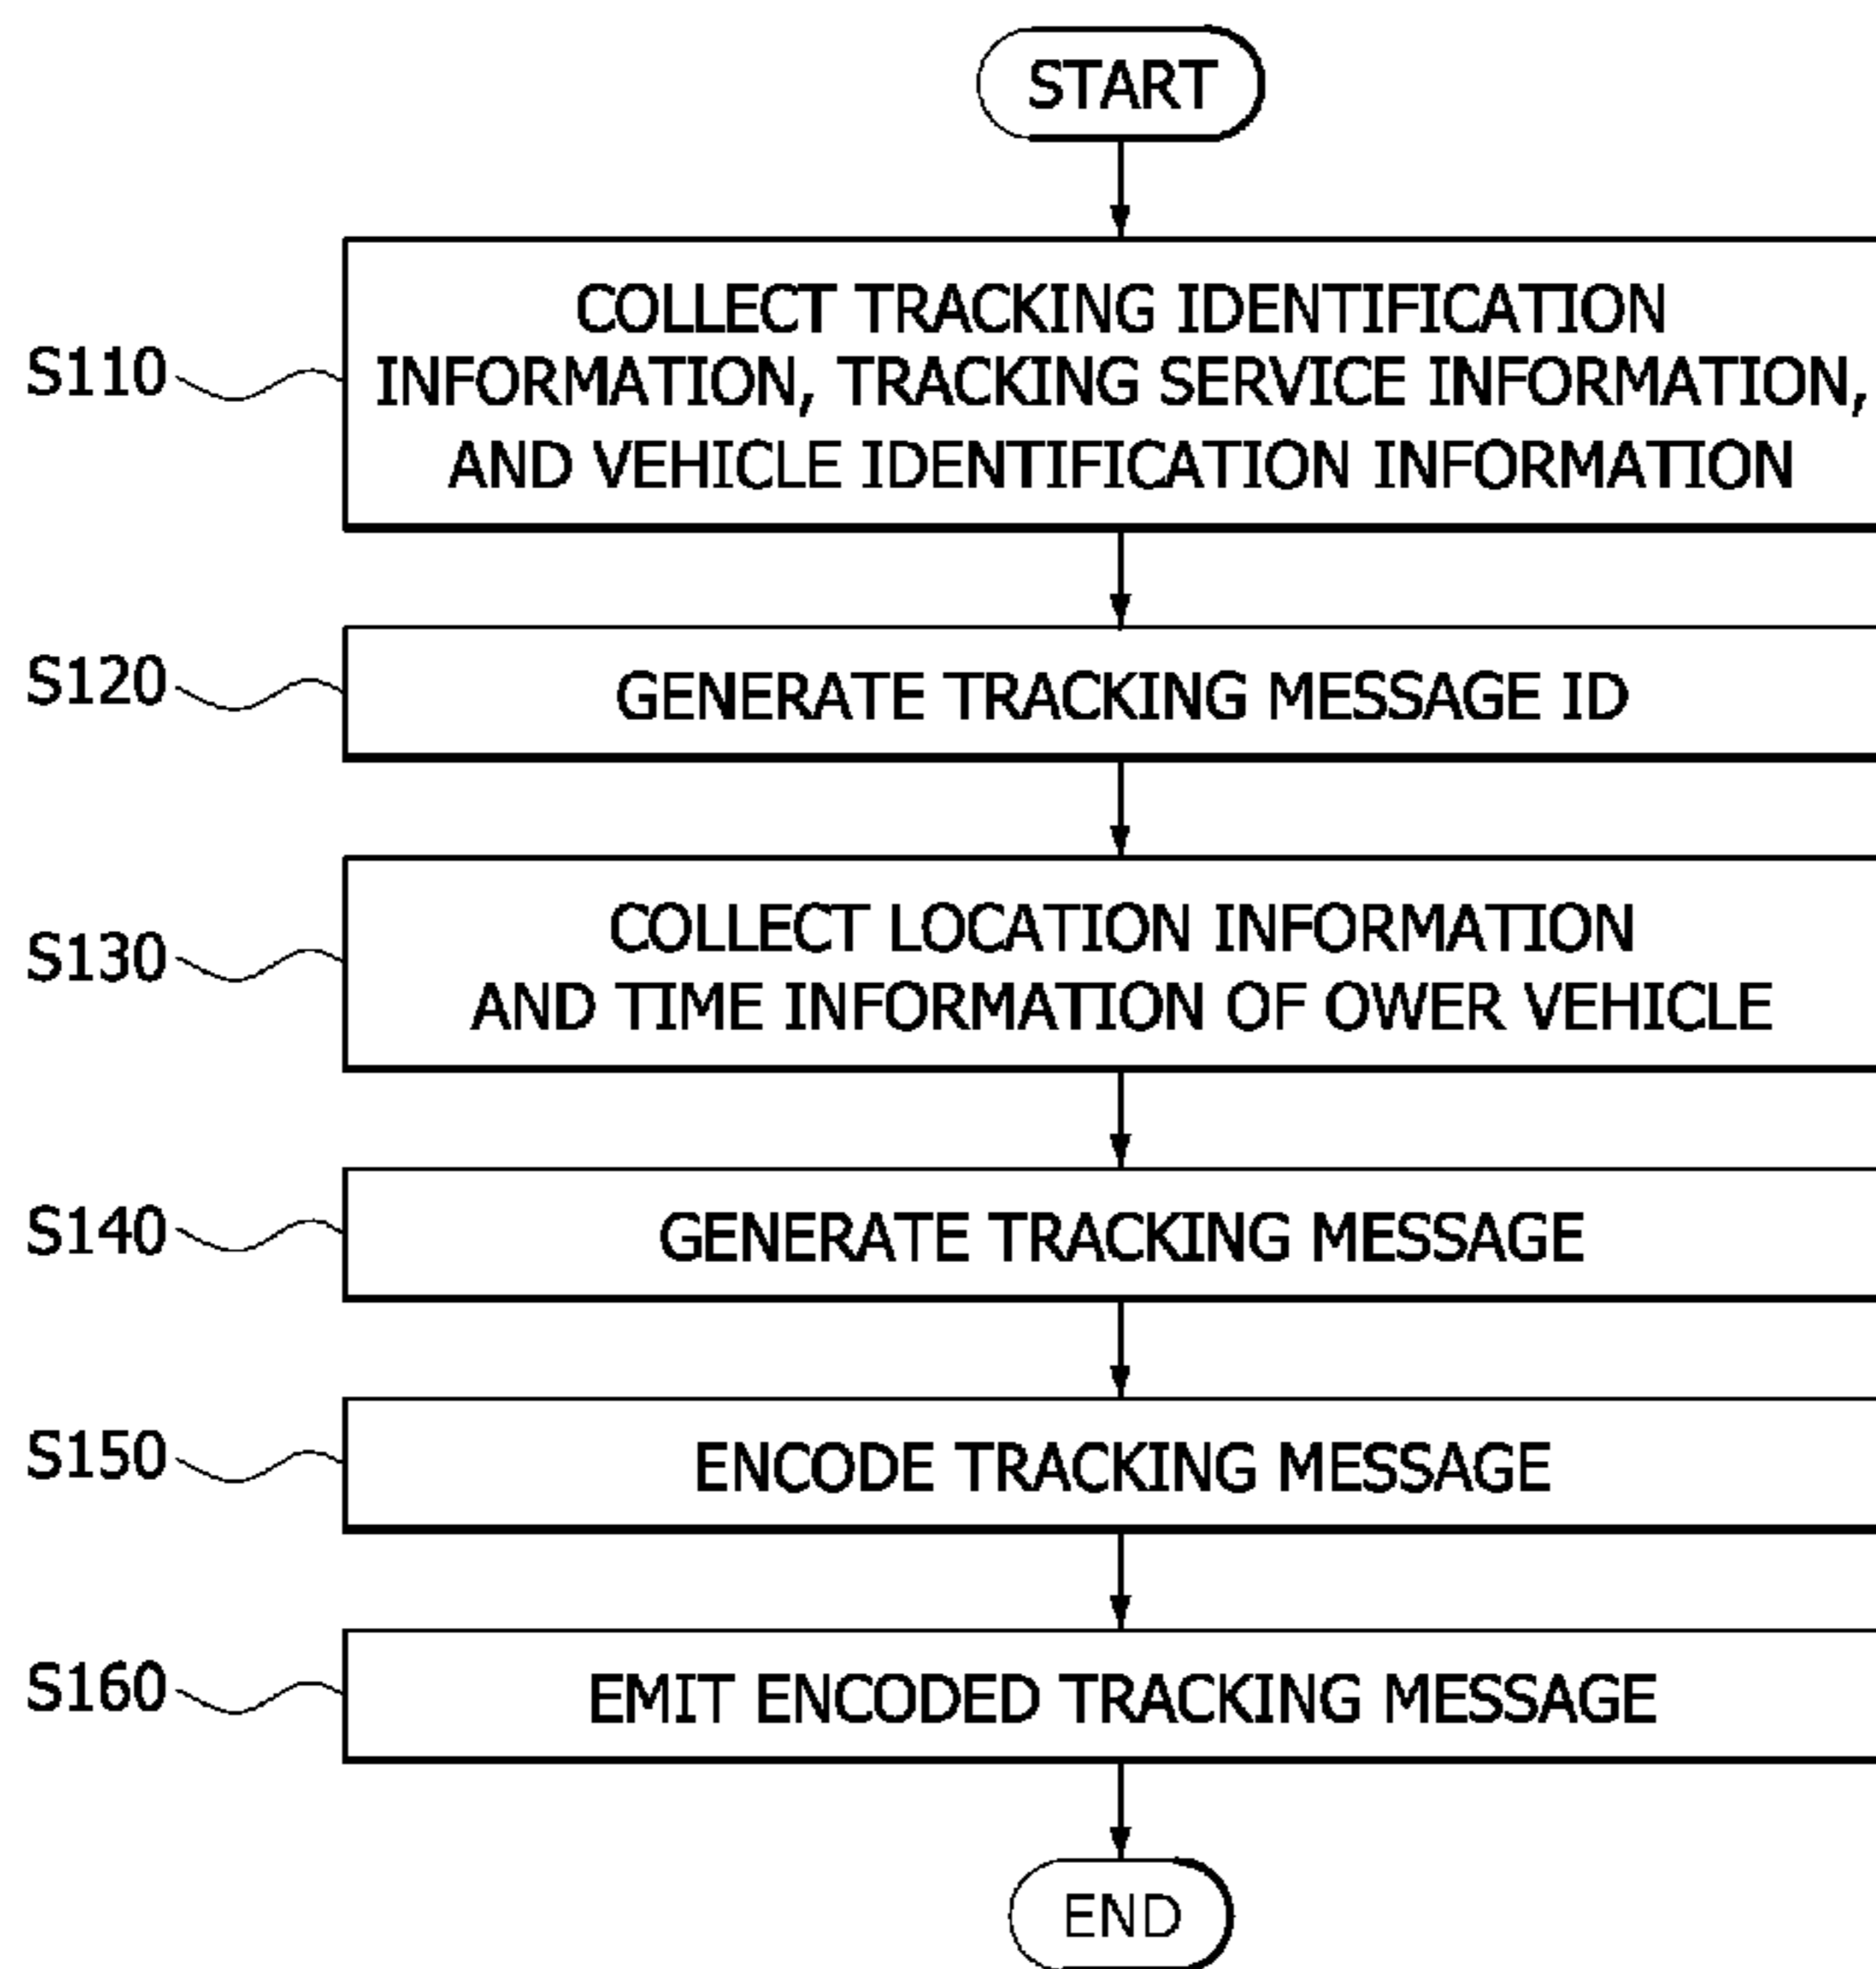 START
S110
COLLECT TRACKING IDENTIFICATION
INFORMATION, TRACKING SERVICE INFORMATION,
AND VEHICLE IDENTIFICATION INFORMATION
S120
GENERATE TRACKING MESSAGE ID
S130
COLLECT LOCATION INFORMATION
AND TIME INFORMATION OF OWER VEHICLE
S140
GENERATE TRACKING MESSAGE
S150
ENCODE TRACKING MESSAGE
S160
EMIT ENCODED TRACKING MESSAGE
END